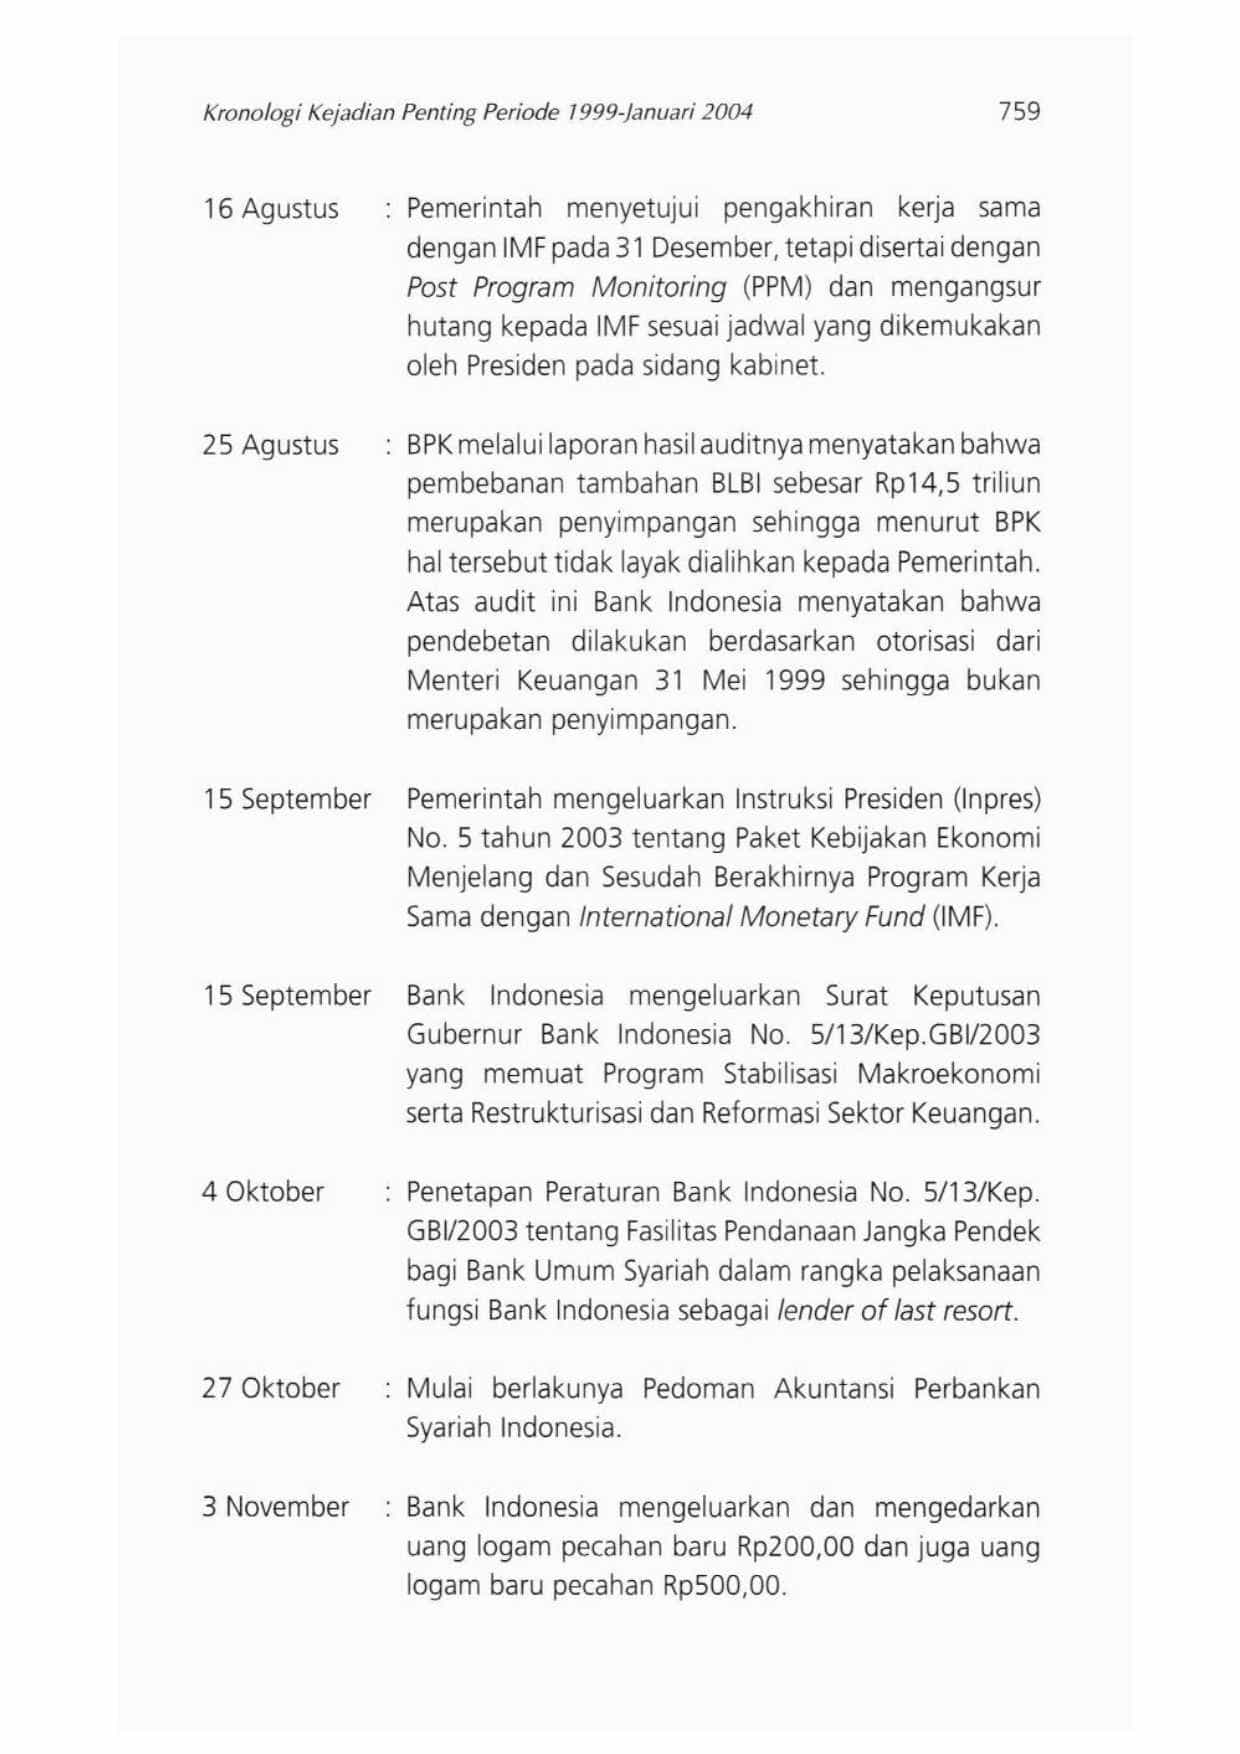 Kronologi Kejadian Penting Periode 1999-Januari 2004 759
16 Agustus : Pemerintah menyetujui pengakhiran kerja sama
dengan IMF pada 31 Desember, tetapi disertai dengan
Post Program Monitoring (PPM) dan mengangsur
hutang kepada IMF sesuai jadwal yang dikemukakan
oleh Presiden pada sidang kabinet.
25 Agustus : BPK melalui laporan hasil auditnya menyatakan bahwa
pembebanan tambahan BLBI sebesar Rp14,5 triliun
merupakan penyimpangan sehingga menurut BPK
hal tersebut tidak layak dialihkan kepada Pemerintah.
Atas audit ini Bank Indonesia menyatakan bahwa
pendebetan dilakukan berdasarkan otorisasi dari
Menteri Keuangan 31 Mei 1999 sehingga bukan
merupakan penyimpangan.
15 September Pemerintah mengeluarkan Instruksi Presiden (Inpres)
No. 5 tahun 2003 tentang Paket Kebijakan Ekonomi
Menjelang dan Sesudah Berakhirnya Program Kerja
Sama dengan International Monetary Fund (IMF).
15 September Bank Indonesia mengeluarkan Surat Keputusan
Gubernur Bank Indonesia No. 5/13/Kep.GBI/2003
yang memuat Program Stabilisasi Makroekonomi
serta Restrukturisasi dan Reformasi Sektor Keuangan.
4 Oktober : Penetapan Peraturan Bank Indonesia No. 5/13/Kep.
GBI/2003 tentang Fasilitas Pendanaan Jangka Pendek
bagi Bank Umum Syariah dalam rangka pelaksanaan
fungsi Bank Indonesia sebagai lender of last resort.
27 Oktober : Mulai berlakunya Pedoman Akuntansi Perbankan
Syariah Indonesia.
3 November : Bank Indonesia mengeluarkan dan mengedarkan
uang logam pecahan baru Rp200,00 dan juga uang
logam baru pecahan Rp500,00.